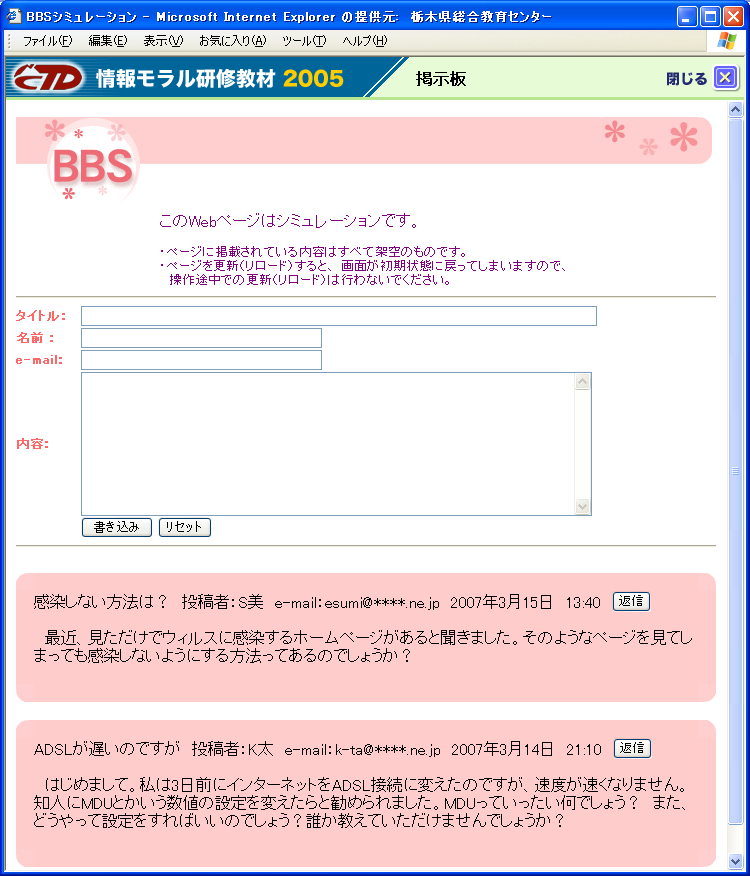 BBSシミュレーション - Microsoft Internet Explorer の提供元: 栃木県総合教育センター
ファイル(F) 編集(E) 表示(V) お気に入り(A) ツール(T) ヘルプ(H)
CTD 情報モラル研修教材 2005 掲示板 閉じる
BBS
このWebページはシミュレーションです。
・ページに掲載されている内容はすべて架空のものです。
・ページを更新(リロード)すると、画面が初期状態に戻ってしまいますので、
操作途中での更新(リロード)は行わないでください。
タイトル:
名前:
e-mail:
内容:
書き込み リセット
感染しない方法は? 投稿者:S美 e-mail:esumi@****.ne.jp 2007年3月15日 13:40 返信
最近、見ただけでウィルスに感染するホームページがあると聞きました。そのようなページを見てし
まっても感染しないようにする方法ってあるのでしょうか?
ADSLが遅いのですが 投稿者:K太 e-mail:k-ta@****.ne.jp 2007年3月14日 21:10 返信
はじめまして。私は3日前にインターネットをADSL接続に変えたのですが、速度が速くなりません。
知人にMDUとかいう数値の設定を変えたらと勧められました。MDUっていったい何でしょう? また、
どうやって設定をすればいいのでしょう?誰か教えていただけませんでしょうか?